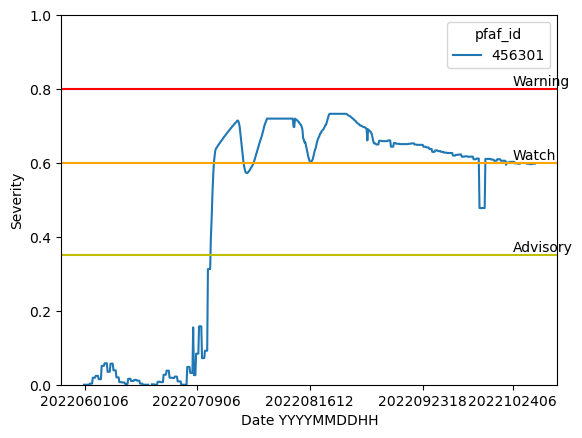 pfaf_id
456301
1.0
0.8
0.6
0.4
0.2
0.0
Severity
Warning
Watch
Advisory
2022060106
2022070906
2022081612
2022092318
2022102406
Date YYYYMMDDHH